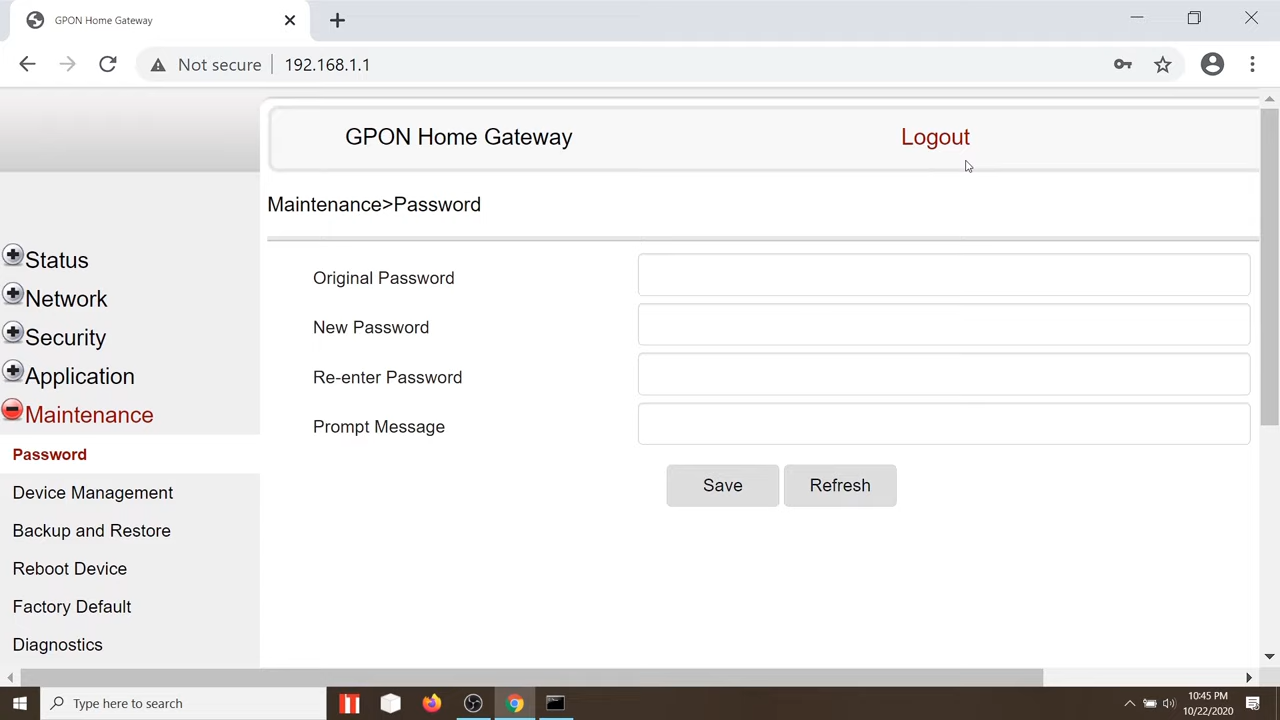 GPON Home Gateway
Not secure
192.168.1.1
GPON Home Gateway
Logout
Maintenance>Password
Status
Network
Security
Application
Maintenance
Password
Device Management
Backup and Restore
Reboot Device
Factory Default
Diagnostics
Original Password
New Password
Re-enter Password
Prompt Message
Save
Refresh
Type here to search
10:45 PM
10/22/2020